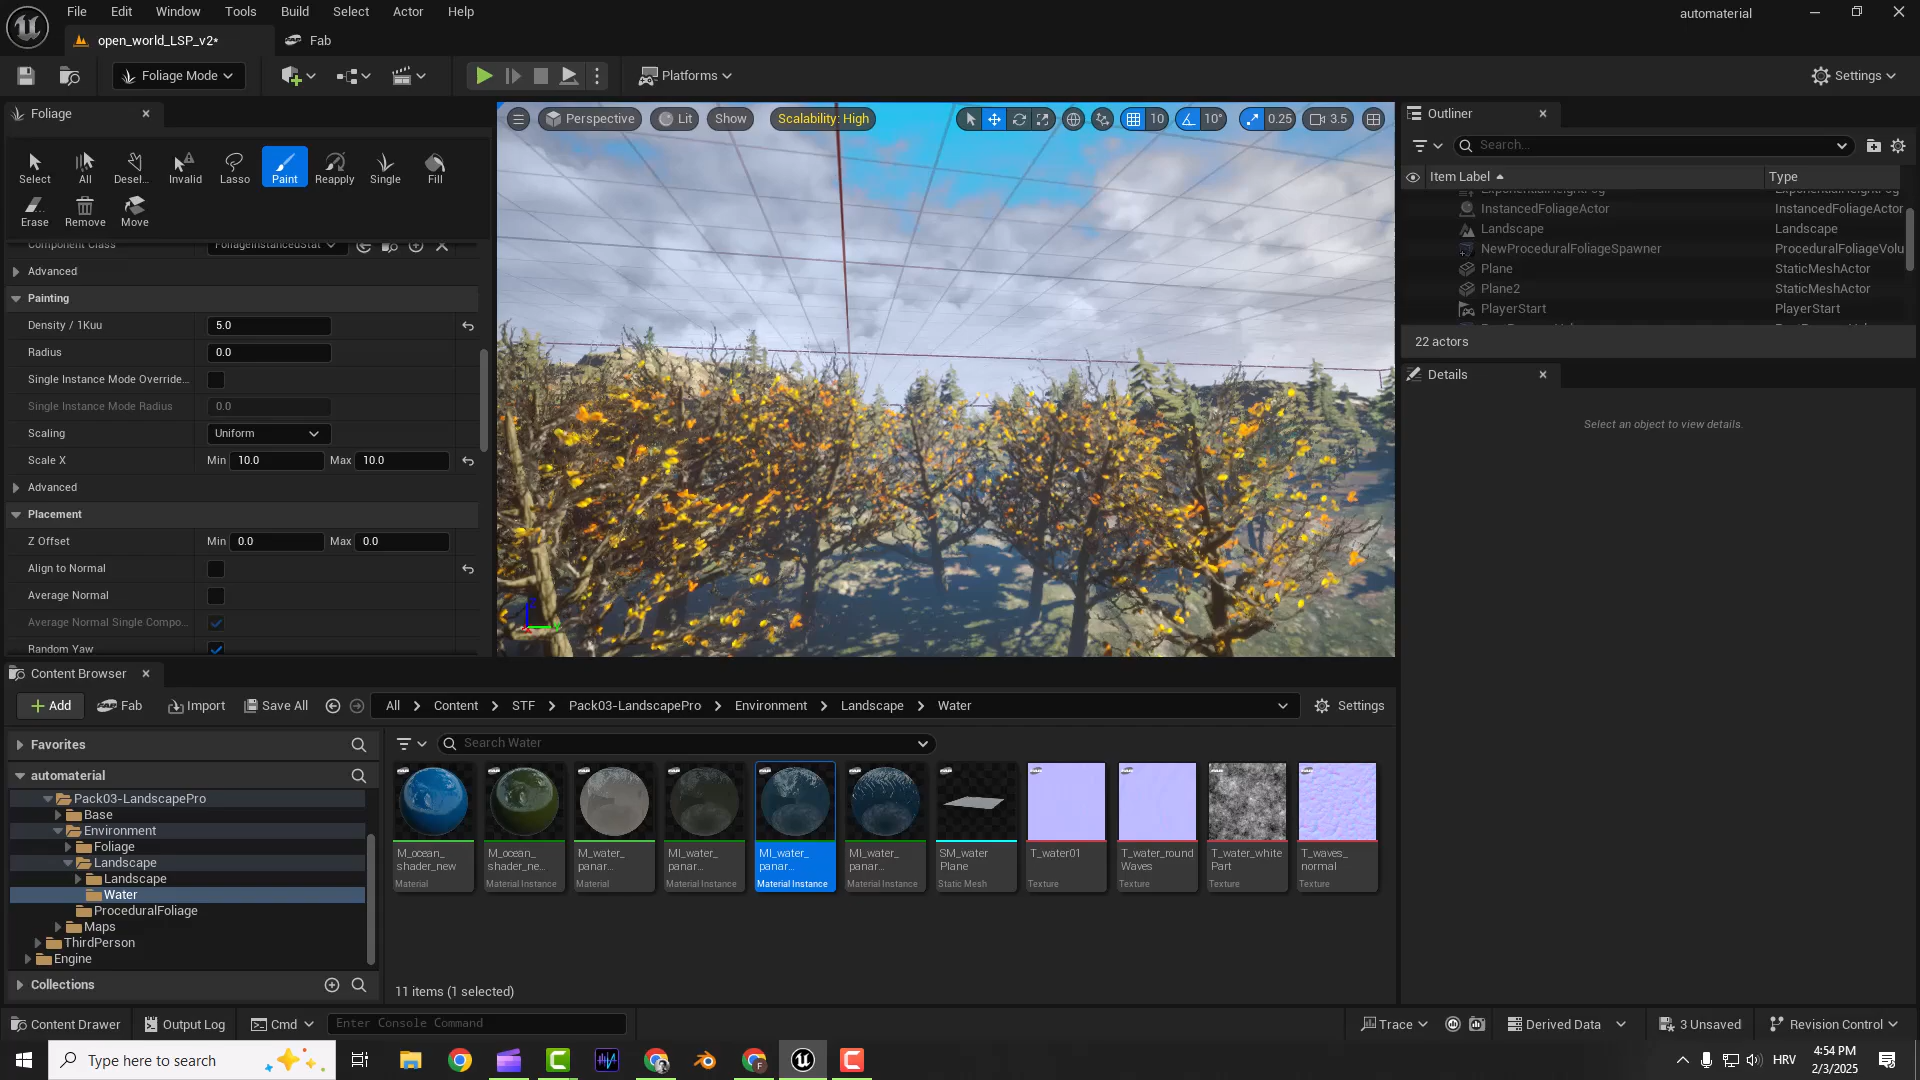 File Edit Window Tools Build Select Actor Help
automaterial
open_world_LSP_v2*
Fab
Foliage Mode
Platforms
Settings
Foliage
Select All Desel... Invalid Lasso Paint Reapply Single Fill
Erase Remove Move
Component Class FoliageInstancedStat
Advanced
Painting
Density / 1Kuu 5.0
Radius 0.0
Single Instance Mode Override...
Single Instance Mode Radius 0.0
Scaling Uniform
Scale X Min 10.0 Max 10.0
Advanced
Placement
Z Offset Min 0.0 Max 0.0
Align to Normal
Average Normal
Average Normal Single Compo...
Random Yaw
Perspective Lit Show Scalability: High 10 10° 0.25 3.5
Outliner
Search...
Item Label Type
ExponentialHeightFog ExponentialHeightFog
InstancedFoliageActor InstancedFoliageActor
Landscape Landscape
NewProceduralFoliageSpawner ProceduralFoliageVolu
Plane StaticMeshActor
Plane2 StaticMeshActor
PlayerStart PlayerStart
22 actors
Details
Select an object to view details.
Content Browser
Add Fab Import Save All All Content STF Pack03-LandscapePro Environment Landscape Water Settings
Favorites
Search Water
automaterial
Pack03-LandscapePro
Base
Environment
Foliage
Landscape
Landscape
Water
ProceduralFoliage
Maps
ThirdPerson
Engine
Collections
M_ocean_
shader_new
Material
M_ocean_
shader_ne...
Material Instance
M_water_
panar...
Material
MI_water_
panar...
Material Instance
MI_water_
panar...
Material Instance
MI_water_
panar...
Material Instance
SM_water
Plane
Static Mesh
T_water01
Texture
T_water_round
Waves
Texture
T_water_white
Part
Texture
T_waves_
normal
Texture
11 items (1 selected)
Content Drawer Output Log Cmd Enter Console Command Trace Derived Data 3 Unsaved Revision Control
Type here to search
HRV
4:54 PM
2/3/2025